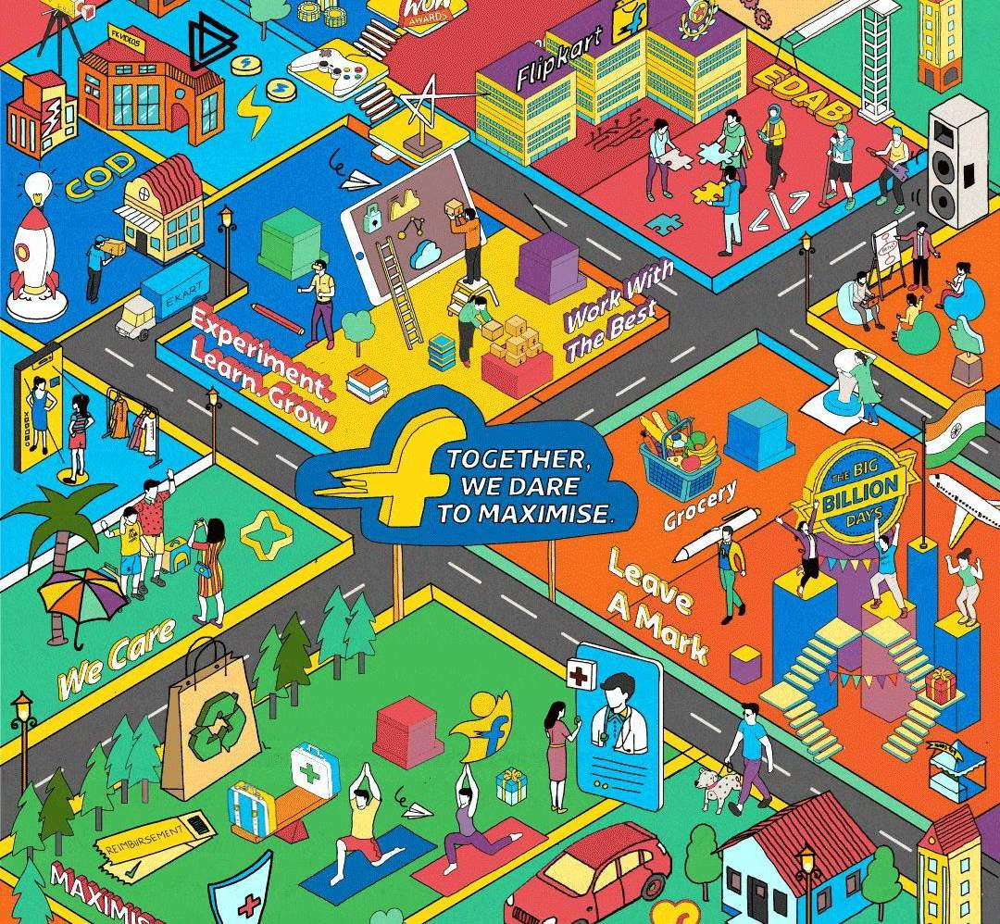 WOW
AWARDS
FK VIDEOS
Flipkart
EDAB
COD
</>
EKART
Experiment.
Learn. Grow
Work With
The Best
TOGETHER,
WE DARE
TO MAXIMISE.
THE BIG
BILLION
DAYS
Grocery
Leave
A Mark
We Care
REIMBURSEMENT
MAXIMIS